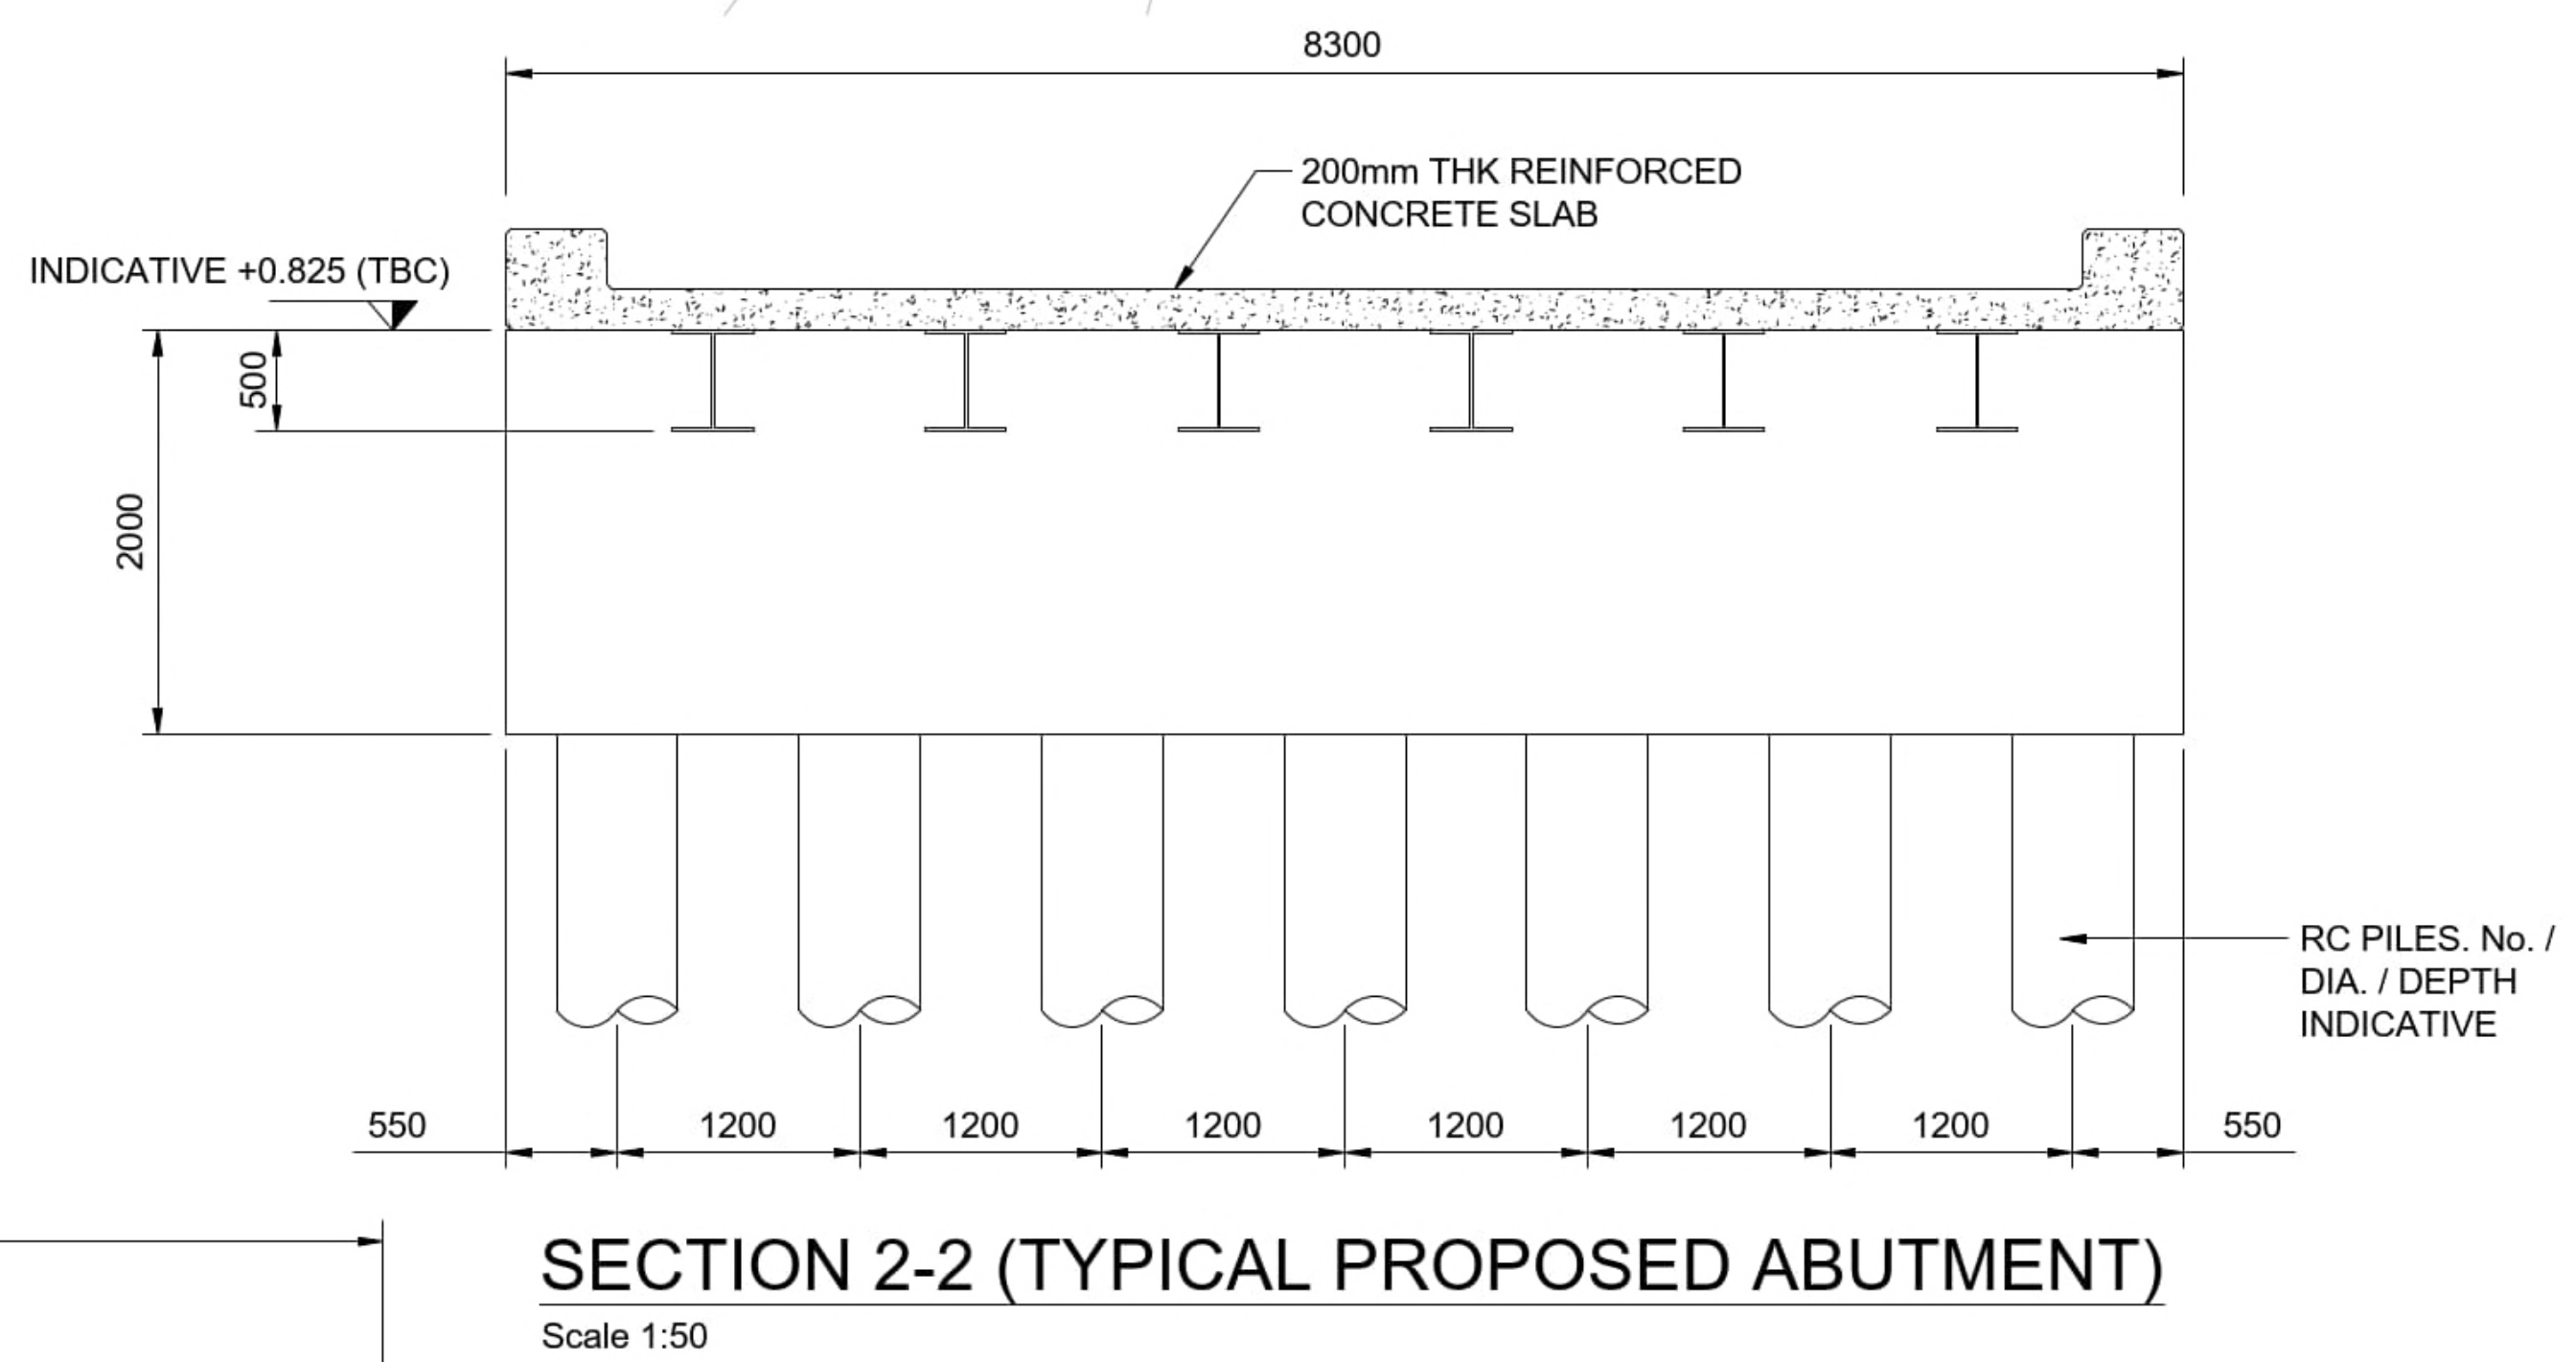 8300
200mm THK REINFORCED
CONCRETE SLAB
INDICATIVE +0.825 (TBC)
500
2000
RC PILES. No. /
DIA. / DEPTH
INDICATIVE
550 1200 1200 1200 1200 1200 1200 550
SECTION 2-2 (TYPICAL PROPOSED ABUTMENT)
Scale 1:50